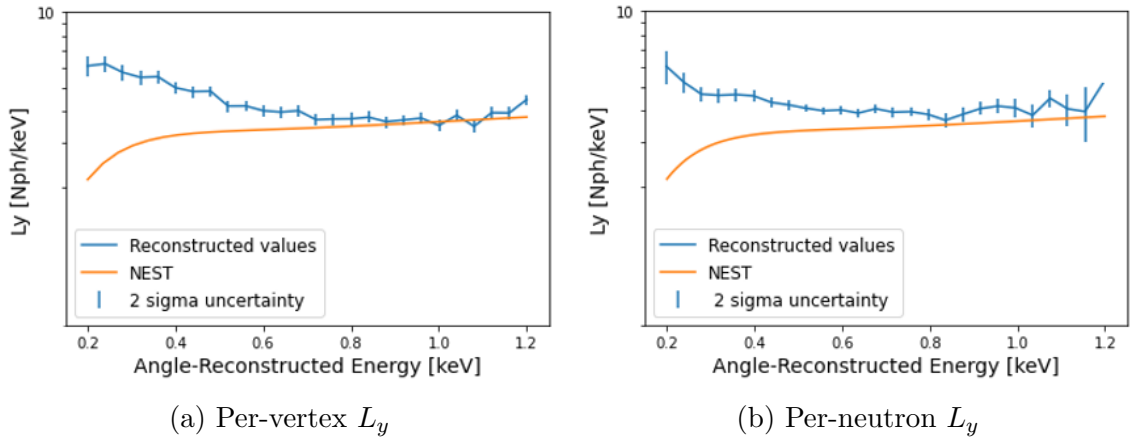 10
Ly [Nph/keV]
Reconstructed values
NEST
2 sigma uncertainty
0.2 0.4 0.6 0.8 1.0 1.2
Angle-Reconstructed Energy [keV]
(a) Per-vertex L_y
10
Ly [Nph/keV]
Reconstructed values
NEST
2 sigma uncertainty
0.2 0.4 0.6 0.8 1.0 1.2
Angle-Reconstructed Energy [keV]
(b) Per-neutron L_y